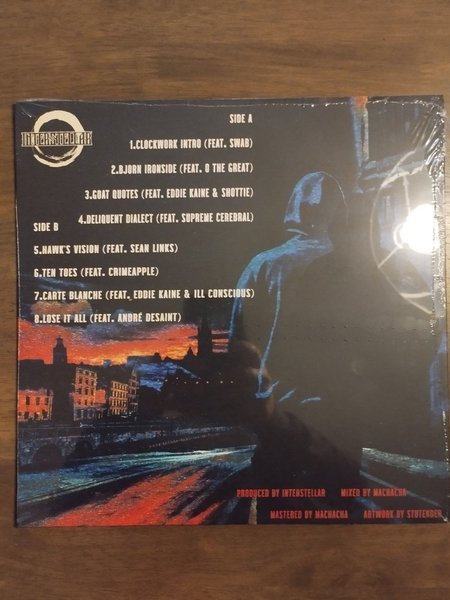 INTERSTELLAR
SIDE A
1.CLOCKWORK INTRO (FEAT. SWAB)
2.BJORN IRONSIDE (FEAT. O THE GREAT)
3.GOAT QUOTES (FEAT. EDDIE KAINE & SHOTTIE)
4.DELIQUENT DIALECT (FEAT. SUPREME CEREBRAL)
SIDE B
5.HAWK'S VISION (FEAT. SEAN LINKS)
6.TEN TOES (FEAT. CRIMEAPPLE)
7.CARTE BLANCHE (FEAT. EDDIE KAINE & ILL CONSCIOUS)
8.LOSE IT ALL (FEAT. ANDRÉ DESAINT)
PRODUCED BY INTERSTELLAR MIXED BY MACHACHA
MASTERED BY MACHACHA ARTWORK BY STUTENDER